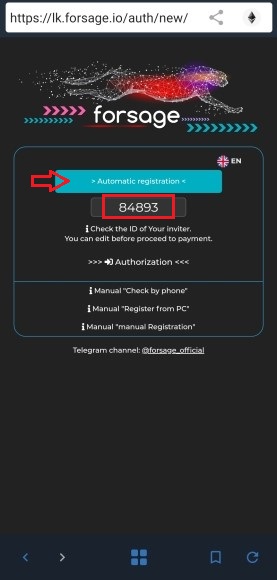 https://lk.forsage.io/auth/new/
forsage
EN
> Automatic registration <
84893
Check the ID of Your Inviter.
You can edit before proceed to payment.
>>> Authorization <<<
Manual "Check by phone"
Manual "Register from PC"
Manual "manual Registration"
Telegram channel: @forsage_official